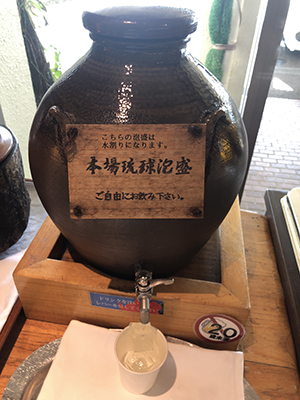 こちらの泡盛は
水割りになります。
本場琉球泡盛
ご自由にお飲み下さい。
20